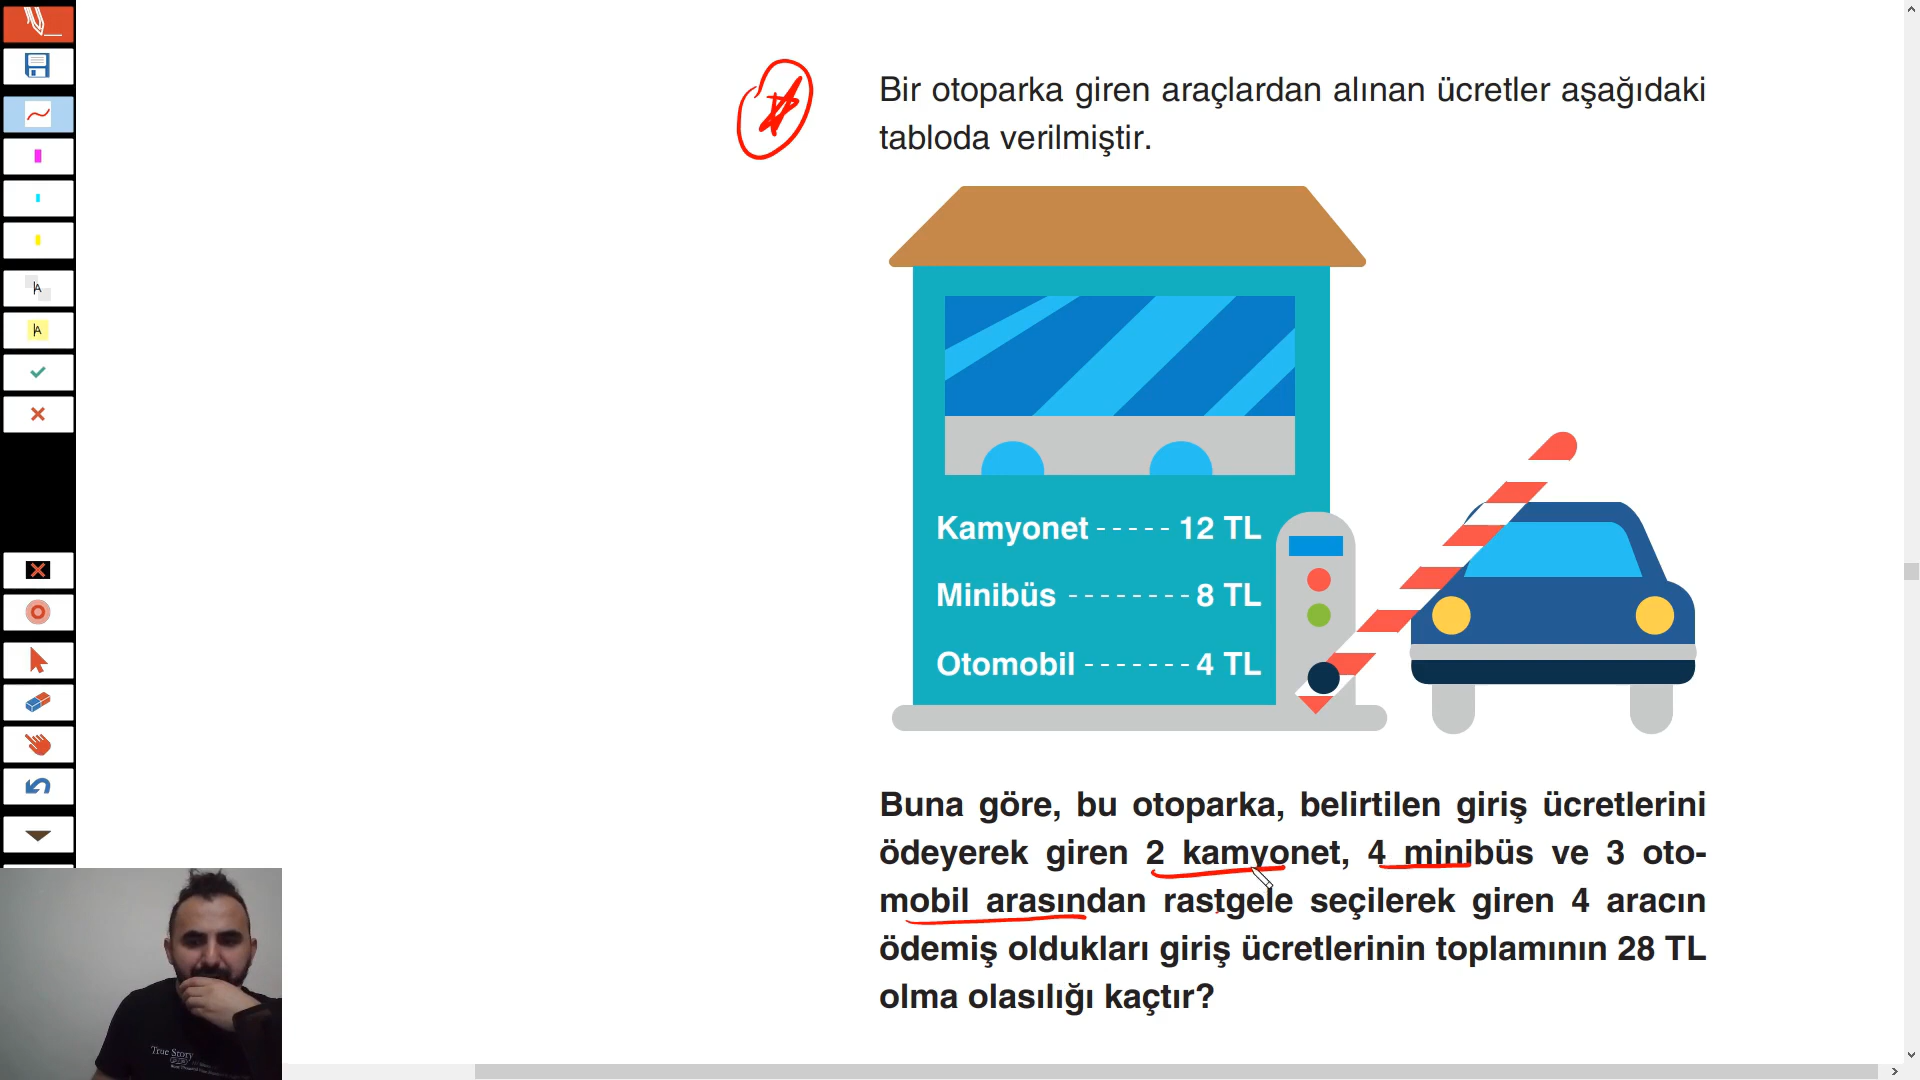 Bir otoparka giren araçlardan alınan ücretler aşağıdaki
tabloda verilmiştir.
Kamyonet ----- 12 TL
Minibüs -------- 8 TL
Otomobil ------- 4 TL
Buna göre, bu otoparka, belirtilen giriş ücretlerini
ödeyerek giren 2 kamyonet, 4 minibüs ve 3 oto-
mobil arasından rastgele seçilerek giren 4 aracın
ödemiş oldukları giriş ücretlerinin toplamının 28 TL
olma olasılığı kaçtır?
A
A
True Story